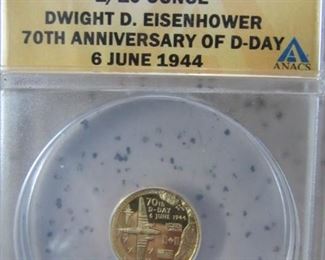 DWIGHT D. EISENHOWER
70TH ANNIVERSARY OF D-DAY
6 JUNE 1944
ANACS
70TH
D-DAY
6 JUNE 1944